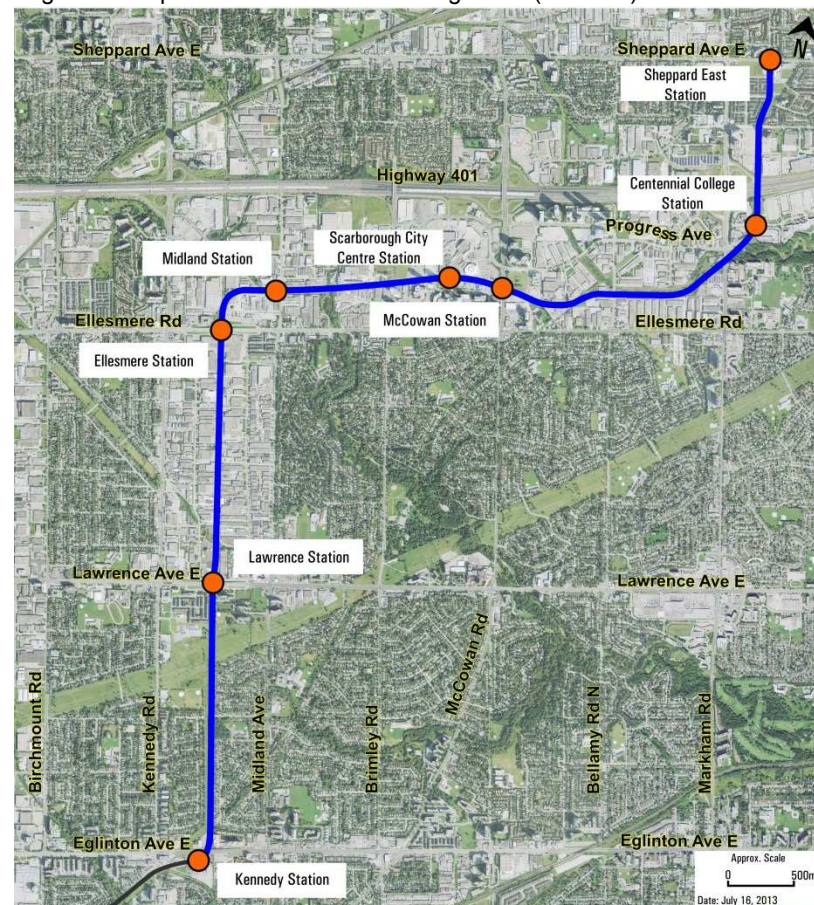 Sheppard Ave E
Sheppard Ave E
N
Sheppard East
Station
Highway 401
Centennial College
Station
Progress Ave
Scarborough City
Centre Station
Midland Station
McCowan Station
Ellesmere Rd
Ellesmere Rd
Ellesmere Station
Lawrence Station
Lawrence Ave E
Lawrence Ave E
Birchmount Rd
Kennedy Rd
Midland Ave
Brimley Rd
McCowan Rd
Bellamy Rd N
Markham Rd
Eglinton Ave E
Eglinton Ave E
Kennedy Station
Approx. Scale
0 500m
Date: July 16, 2013